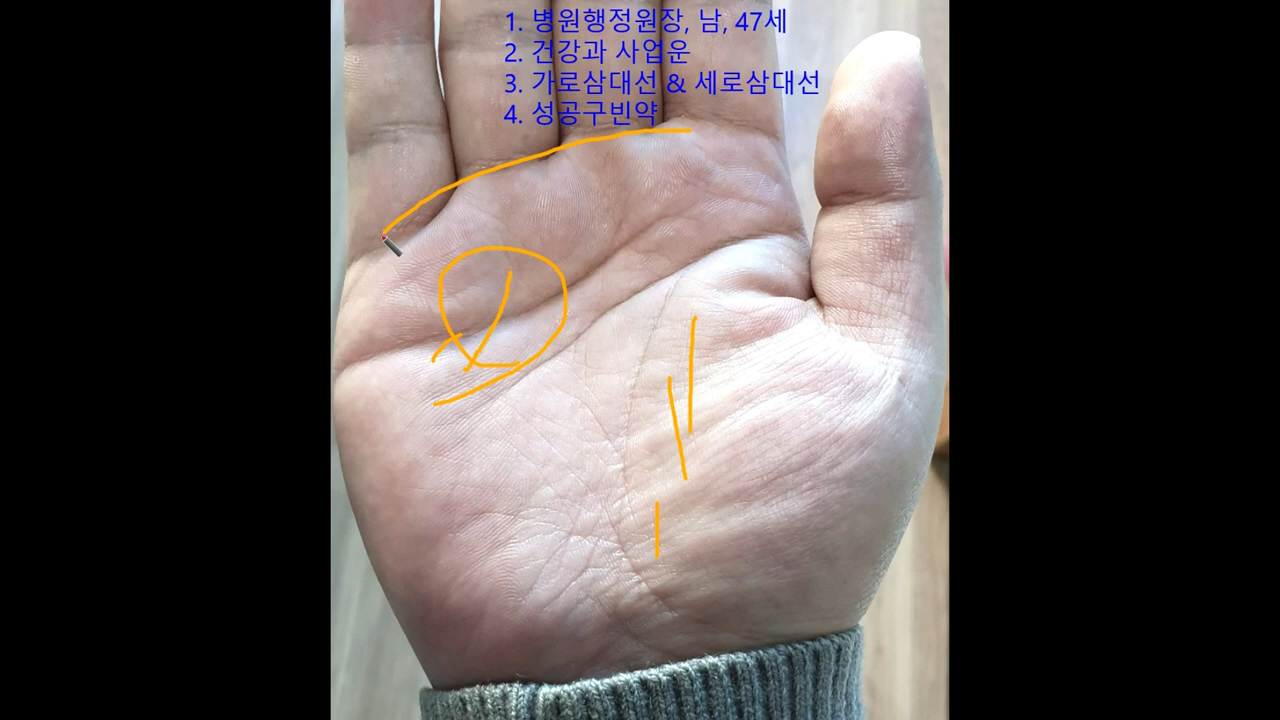 1. 병원행정원장, 남, 47세
2. 건강과 사업운
3. 가로삼대선 & 세로삼대선
4. 성공구빈약